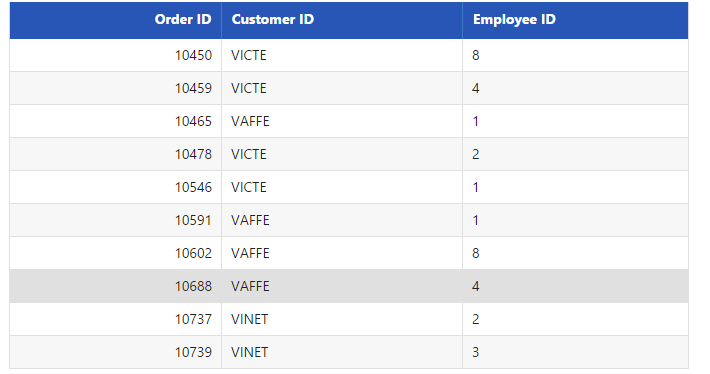 Order ID Customer ID Employee ID
10450 VICTE 8
10459 VICTE 4
10465 VAFFE 1
10478 VICTE 2
10546 VICTE 1
10591 VAFFE 1
10602 VAFFE 8
10688 VAFFE 4
10737 VINET 2
10739 VINET 3